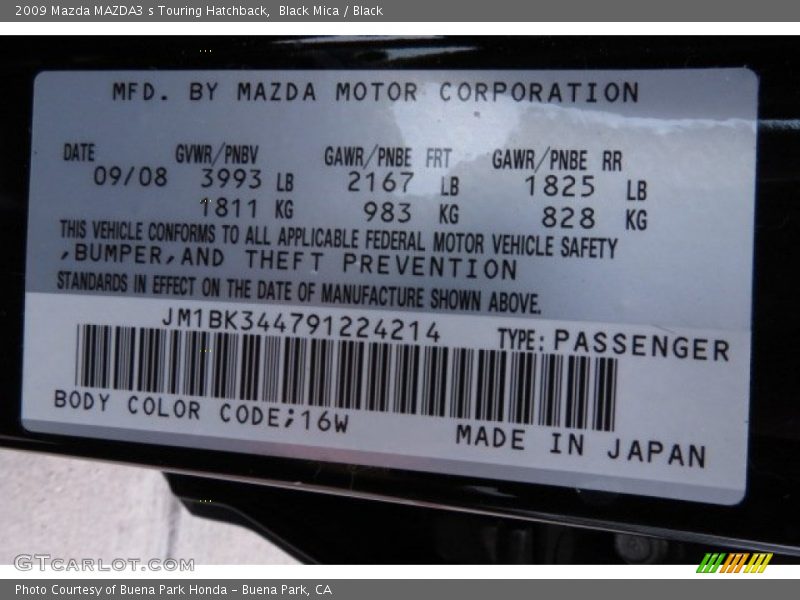 2009 Mazda MAZDA3 s Touring Hatchback,  Black Mica / Black
MFD. BY MAZDA MOTOR CORPORATION
DATE GVWR/PNBV GAWR/PNBE FRT GAWR/PNBE RR
09/08 3993 LB 2167 LB 1825 LB
1811 KG 983 KG 828 KG
THIS VEHICLE CONFORMS TO ALL APPLICABLE FEDERAL MOTOR VEHICLE SAFETY
,BUMPER,AND THEFT PREVENTION
STANDARDS IN EFFECT ON THE DATE OF MANUFACTURE SHOWN ABOVE.
JM1BK344791224214 TYPE: PASSENGER
BODY COLOR CODE;16W MADE IN JAPAN
GTcarlot.com
Photo Courtesy of Buena Park Honda - Buena Park, CA